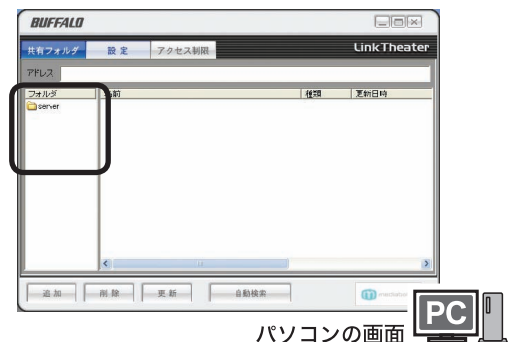 BUFFALO
共有フォルダ 設定 アクセス制限 LinkTheater
アドレス
フォルダ 名前 種類 更新日時
server
追加 削除 更新 自動検索
パソコンの画面 PC